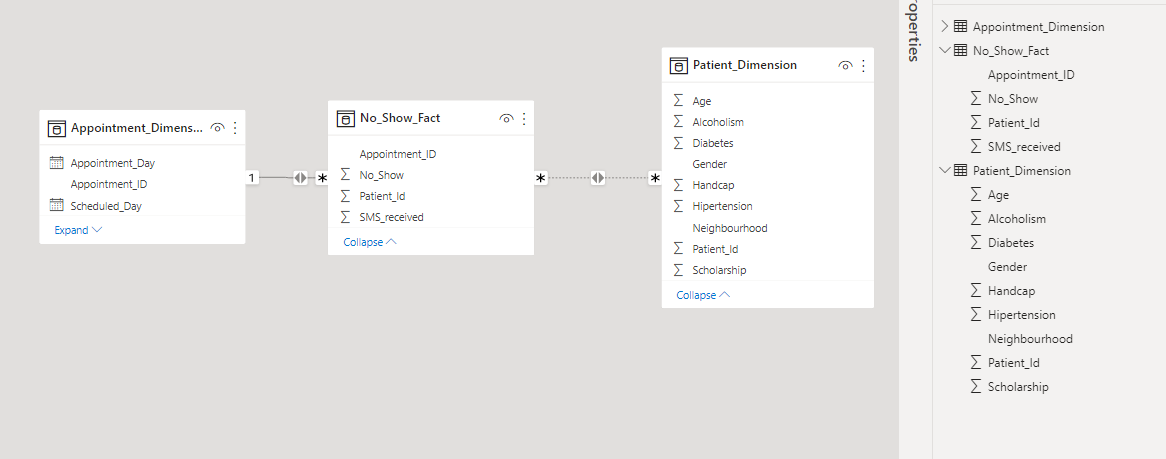 Appointment_Dimens...
Appointment_Day
Appointment_ID
Scheduled_Day
Expand
1
*
No_Show_Fact
Appointment_ID
No_Show
Patient_Id
SMS_received
Collapse
*
*
Patient_Dimension
Age
Alcoholism
Diabetes
Gender
Handcap
Hipertension
Neighbourhood
Patient_Id
Scholarship
Collapse
roperties
Appointment_Dimension
No_Show_Fact
Appointment_ID
No_Show
Patient_Id
SMS_received
Patient_Dimension
Age
Alcoholism
Diabetes
Gender
Handcap
Hipertension
Neighbourhood
Patient_Id
Scholarship